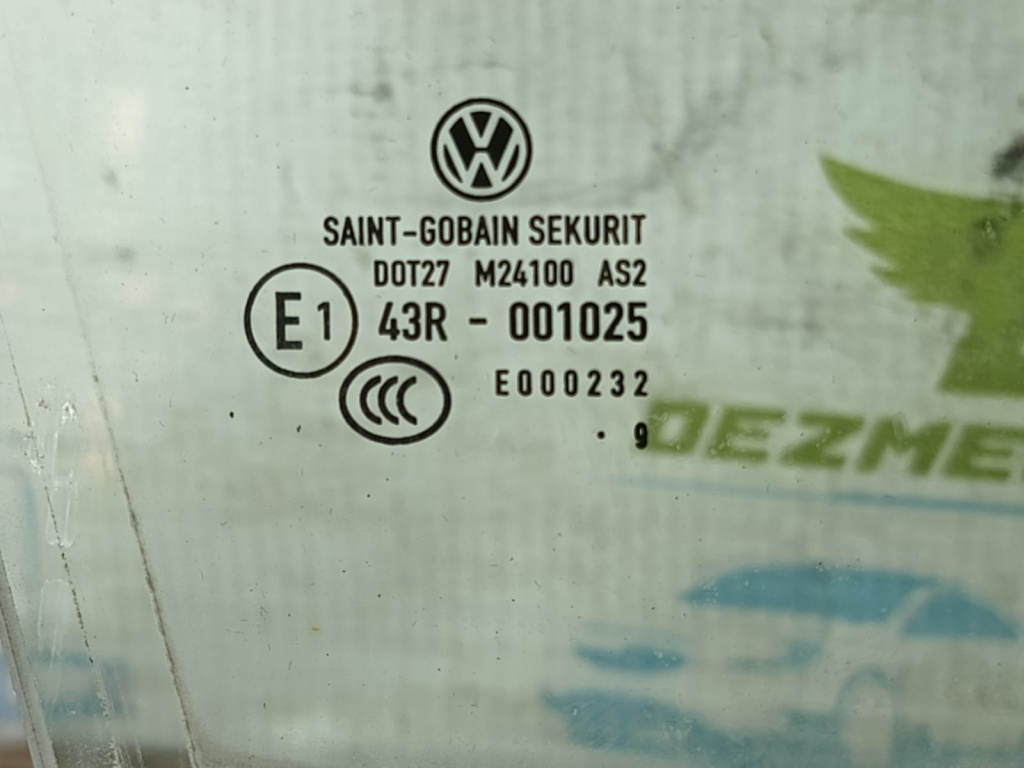 SAINT-GOBAIN SEKURIT
DOT27 M24100 AS2
E1 43R - 001025
CCC E000232
. 9
DEZME